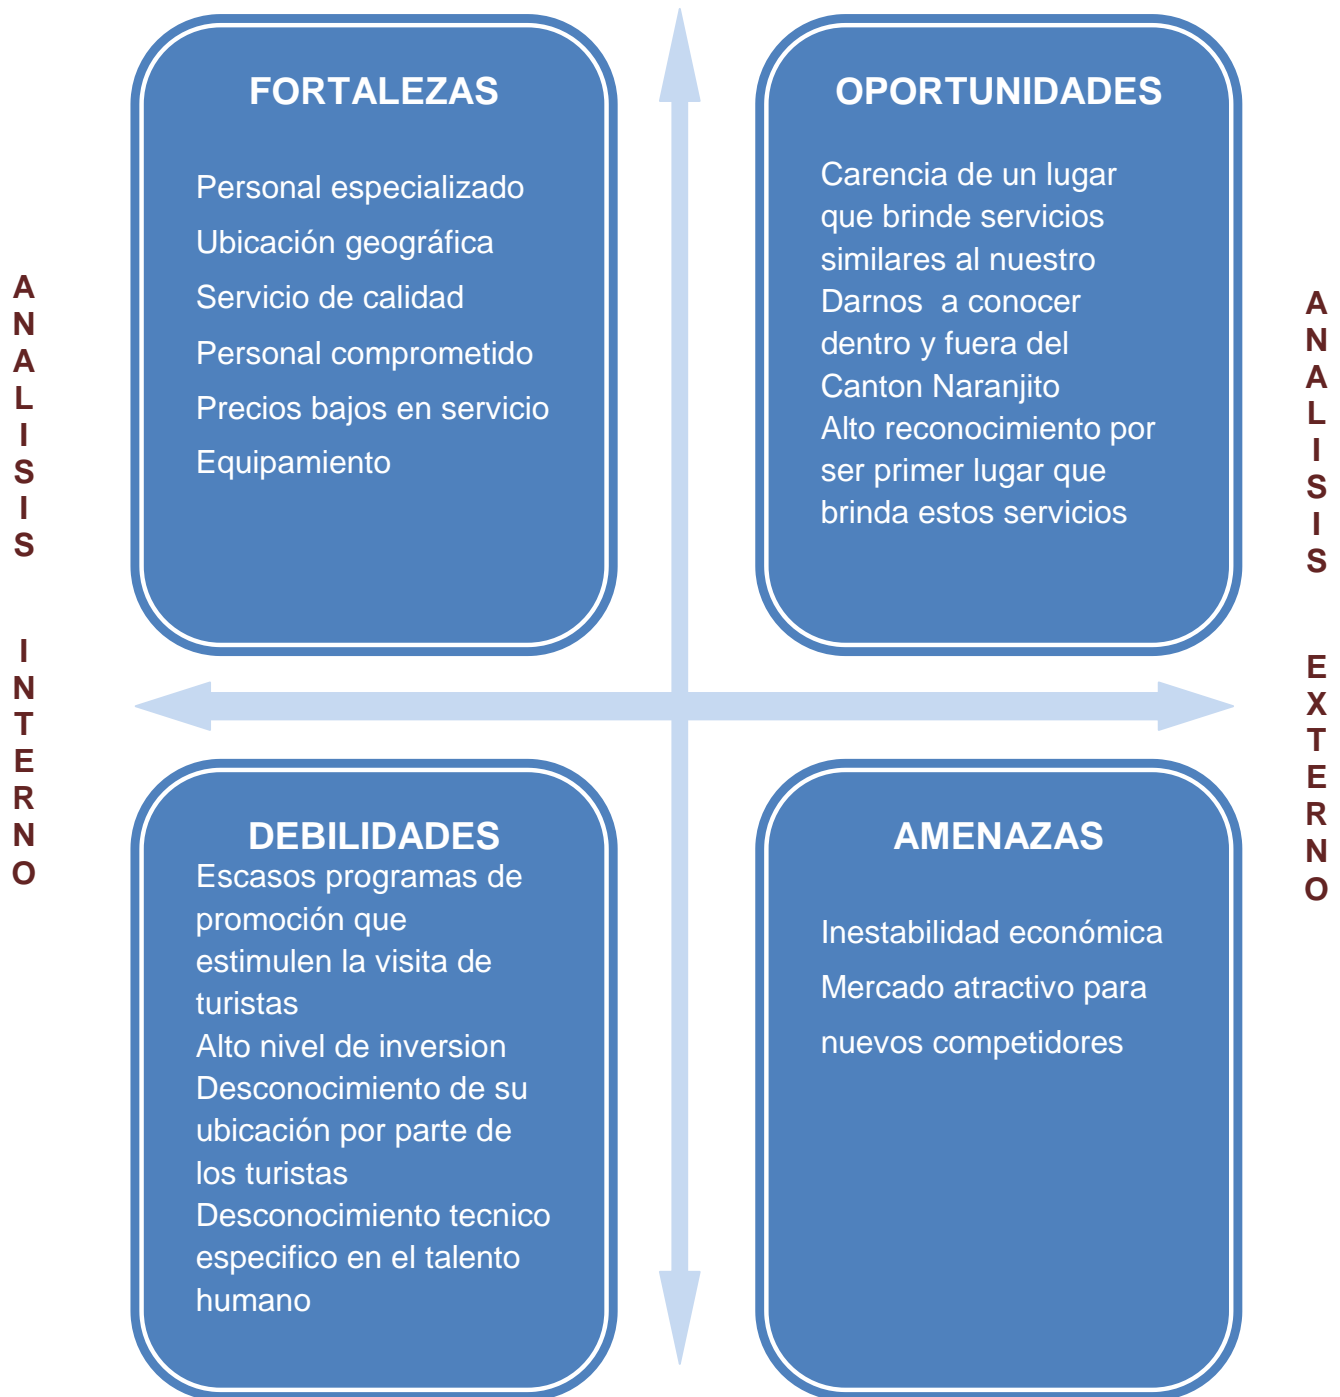 FORTALEZAS
Personal especializado
Ubicación geográfica
Servicio de calidad
Personal comprometido
Precios bajos en servicio
Equipamiento
OPORTUNIDADES
Carencia de un lugar
que brinde servicios
similares al nuestro
Darnos  a conocer
dentro y fuera del
Canton Naranjito
Alto reconocimiento por
ser primer lugar que
brinda estos servicios
ANALISIS INTERNO
ANALISIS EXTERNO
DEBILIDADES
Escasos programas de
promoción que
estimulen la visita de
turistas
Alto nivel de inversion
Desconocimiento de su
ubicación por parte de
los turistas
Desconocimiento tecnico
especifico en el talento
humano
AMENAZAS
Inestabilidad económica
Mercado atractivo para
nuevos competidores